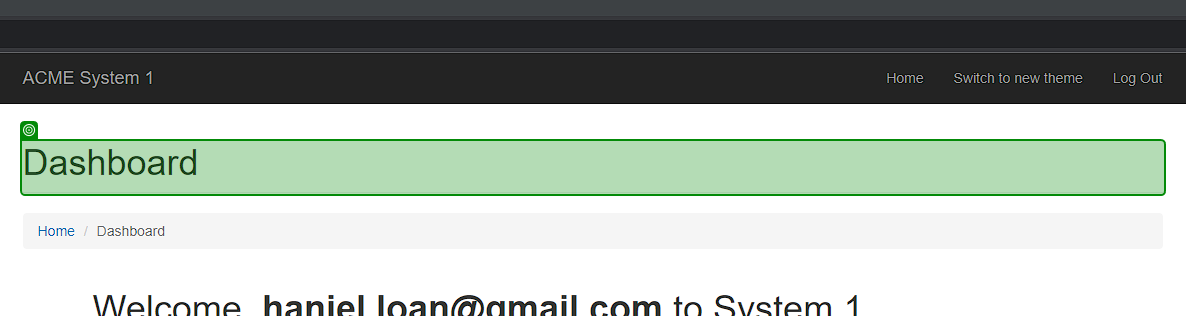 ACME System 1 Home Switch to new theme Log Out
Dashboard
Home / Dashboard
Welcome, haniel.loan@gmail.com to System 1